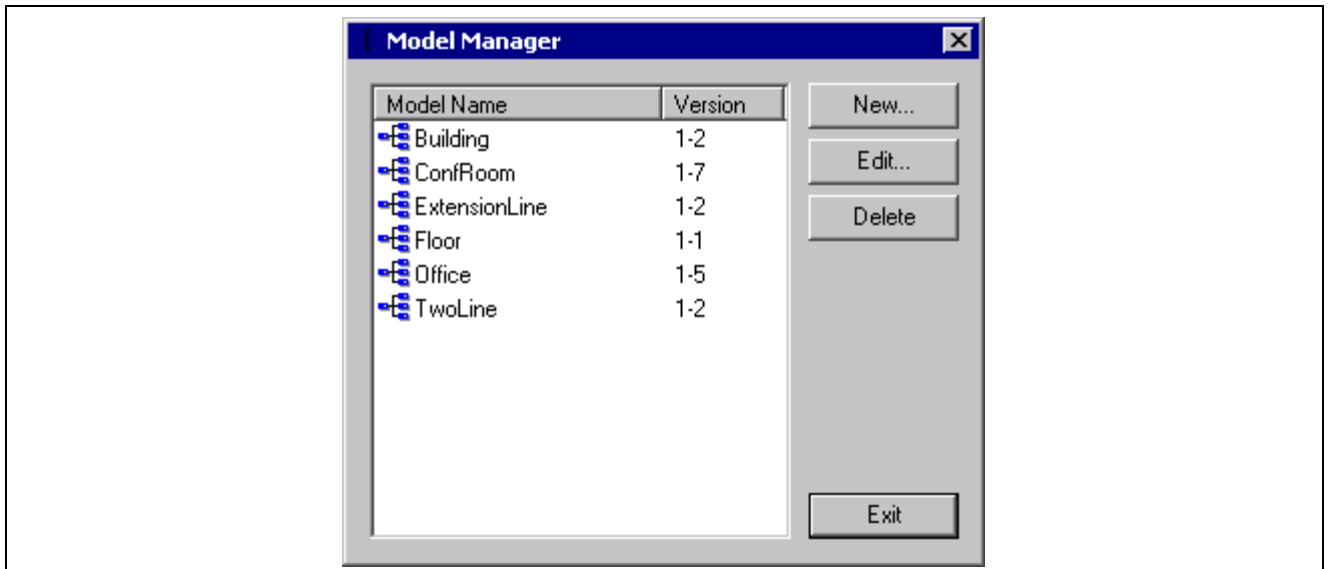 Model Manager
Model Name Version
Building 1-2
ConfRoom 1-7
ExtensionLine 1-2
Floor 1-1
Office 1-5
TwoLine 1-2
New...
Edit...
Delete
Exit